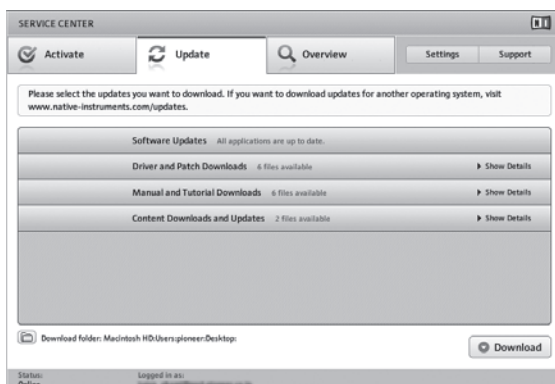 SERVICE CENTER
Activate
Update
Overview
Settings
Support
Please select the updates you want to download. If you want to download updates for another operating system, visit
www.native-instruments.com/updates.
Software Updates All applications are up to date.
Driver and Patch Downloads 4 files available Show Details
Manual and Tutorial Downloads 6 files available Show Details
Content Downloads and Updates 2 files available Show Details
Download folder: Macintosh HD:Users:pioneer:Desktop:
Download
Status: Logged in as:
Online